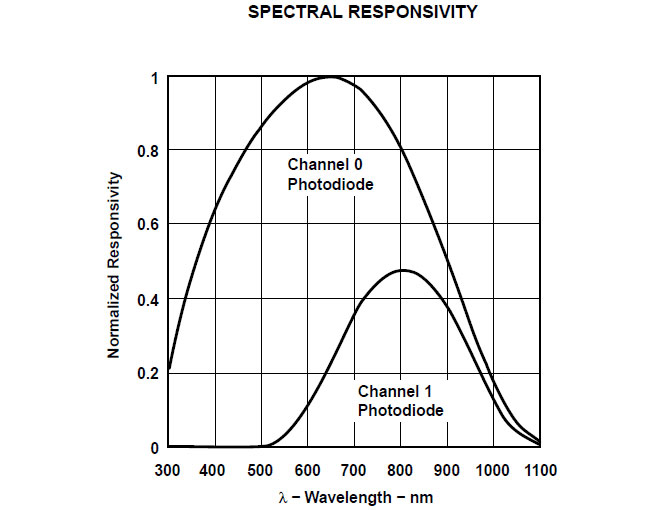 SPECTRAL RESPONSIVITY
1
0.8
0.6
0.4
0.2
0
Normalized Responsivity
Channel 0
Photodiode
Channel 1
Photodiode
300 400 500 600 700 800 900 1000 1100
λ − Wavelength − nm